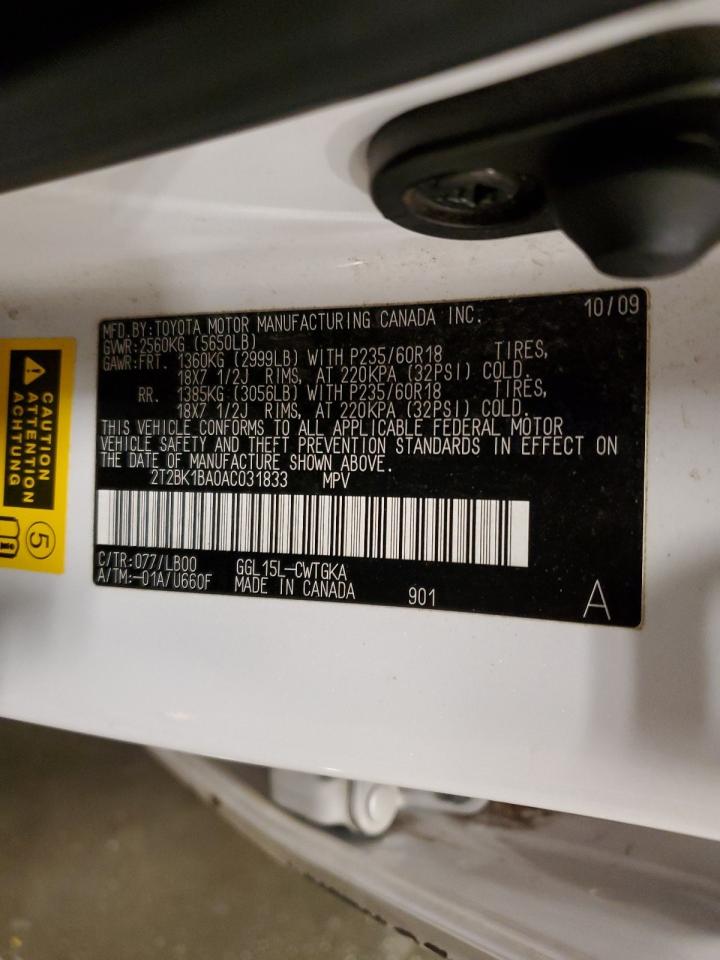 MFD. BY: TOYOTA MOTOR MANUFACTURING CANADA INC. 10/09
GVWR: 2560KG (5650LB)
GAWR: FRT. 1360KG (2999LB) WITH P235/60R18 TIRES,
18X7 1/2J RIMS, AT 220KPA (32PSI) COLD.
RR. 1385KG (3056LB) WITH P235/60R18 TIRES,
18X7 1/2J RIMS, AT 220KPA (32PSI) COLD.
THIS VEHICLE CONFORMS TO ALL APPLICABLE FEDERAL MOTOR
VEHICLE SAFETY AND THEFT PREVENTION STANDARDS IN EFFECT ON
THE DATE OF MANUFACTURE SHOWN ABOVE.
2T2BK1BA0AC031833 MPV
C/TR: 077/LB00 GGL15L-CWTGKA
A/TM: -01A/U660F MADE IN CANADA 901 A
CAUTION
ATTENTION
ACHTUNG
5